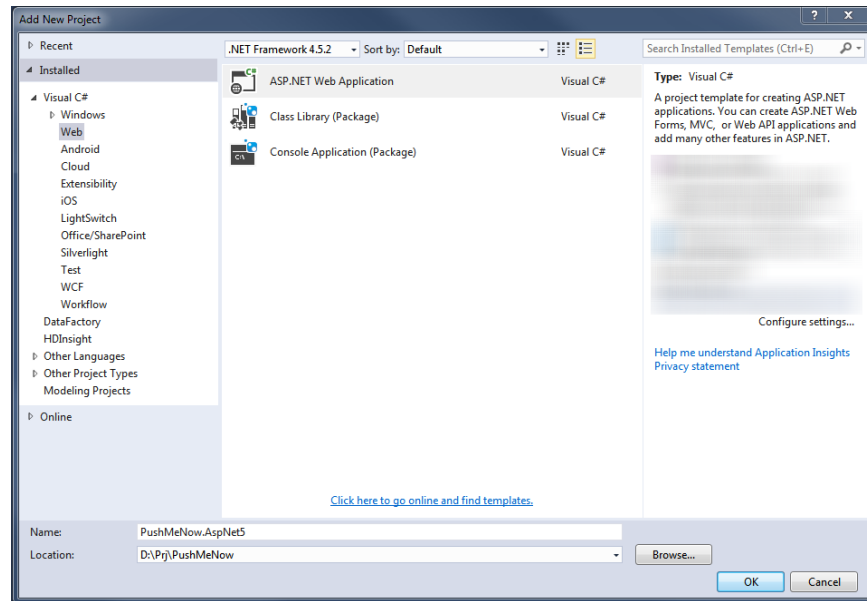 Add New Project
Recent
.NET Framework 4.5.2
Sort by: Default
Search Installed Templates (Ctrl+E)
Installed
Visual C#
Windows
Web
Android
Cloud
Extensibility
iOS
LightSwitch
Office/SharePoint
Silverlight
Test
WCF
Workflow
DataFactory
HDInsight
Other Languages
Other Project Types
Modeling Projects
Online
ASP.NET Web Application Visual C#
Class Library (Package) Visual C#
Console Application (Package) Visual C#
Click here to go online and find templates.
Type: Visual C#
A project template for creating ASP.NET
applications. You can create ASP.NET Web
Forms, MVC, or Web API applications and
add many other features in ASP.NET.
Configure settings...
Help me understand Application Insights
Privacy statement
Name: PushMeNow.AspNet5
Location: D:\Prj\PushMeNow
Browse...
OK Cancel